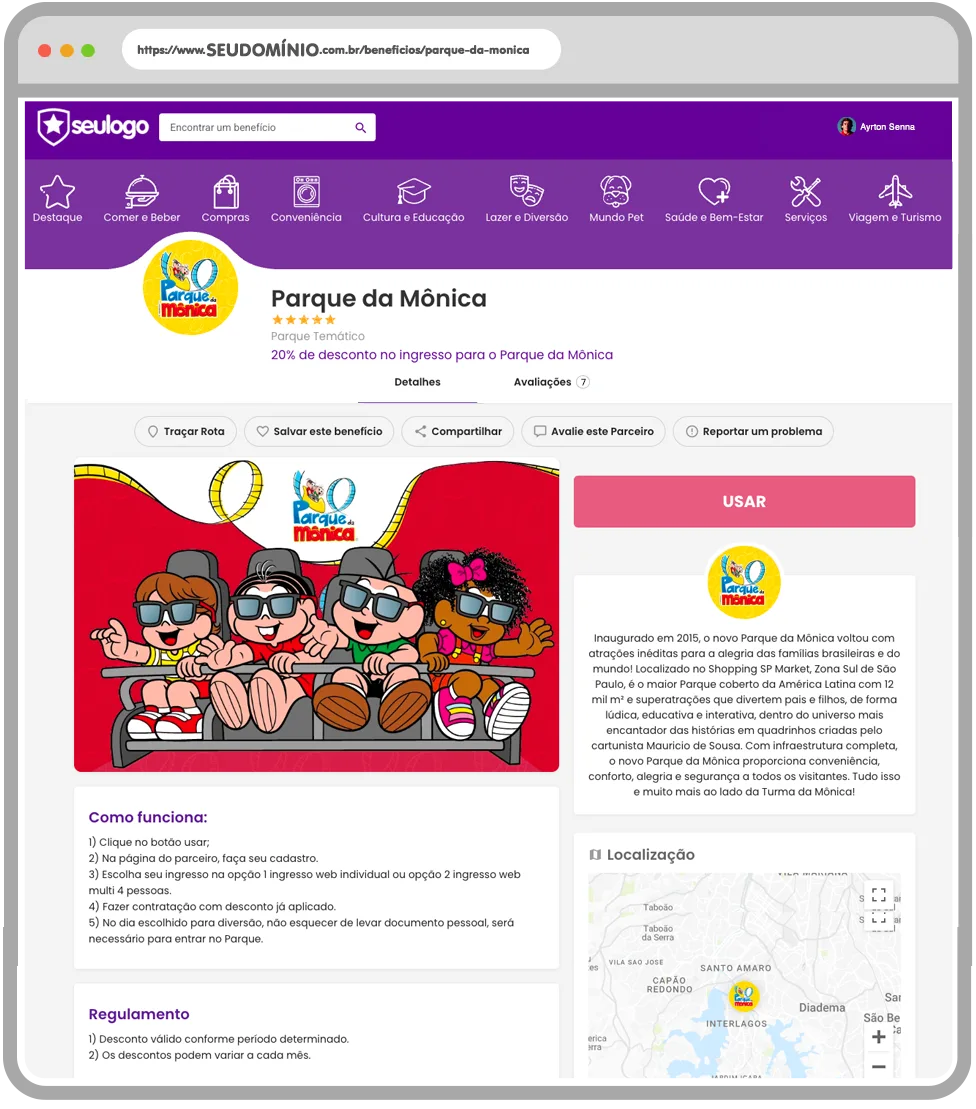 https://www.SEUDOMÍNIO.com.br/benefícios/parque-da-monica
seulogo
Encontrar um benefício
Ayrton Senna
Destaque
Comer e Beber
Compras
Conveniência
Cultura e Educação
Lazer e Diversão
Mundo Pet
Saúde e Bem-Estar
Serviços
Viagem e Turismo
Parque da Mônica
Parque da Mônica
Parque Temático
20% de desconto no ingresso para o Parque da Mônica
Detalhes
Avaliações 7
Traçar Rota
Salvar este benefício
Compartilhar
Avalie este Parceiro
Reportar um problema
Parque da Mônica
USAR
Parque da Mônica
Inaugurado em 2015, o novo Parque da Mônica voltou com
atrações inéditas para a alegria das famílias brasileiras e do
mundo! Localizado no Shopping SP Market, Zona Sul de São
Paulo, é o maior Parque coberto da América Latina com 12
mil m² e superatrações que divertem pais e filhos, de forma
lúdica, educativa e interativa, dentro do universo mais
encantador das histórias em quadrinhos criadas pelo
cartunista Mauricio de Sousa. Com infraestrutura completa,
o novo Parque da Mônica proporciona conveniência,
conforto, alegria e segurança a todos os visitantes. Tudo isso
e muito mais ao lado da Turma da Mônica!
Como funciona:
1) Clique no botão usar;
2) Na página do parceiro, faça seu cadastro.
3) Escolha seu ingresso na opção 1 ingresso web individual ou opção 2 ingresso web
multi 4 pessoas.
4) Fazer contratação com desconto já aplicado.
5) No dia escolhido para diversão, não esquecer de levar documento pessoal, será
necessário para entrar no Parque.
Regulamento
1) Desconto válido conforme período determinado.
2) Os descontos podem variar a cada mês.
Localização
Taboão
Taboão
da Serra
VILA SAO JOSE
SANTO AMARO
CAPÃO
REDONDO
Diadema
São Be
INTERLAGOS